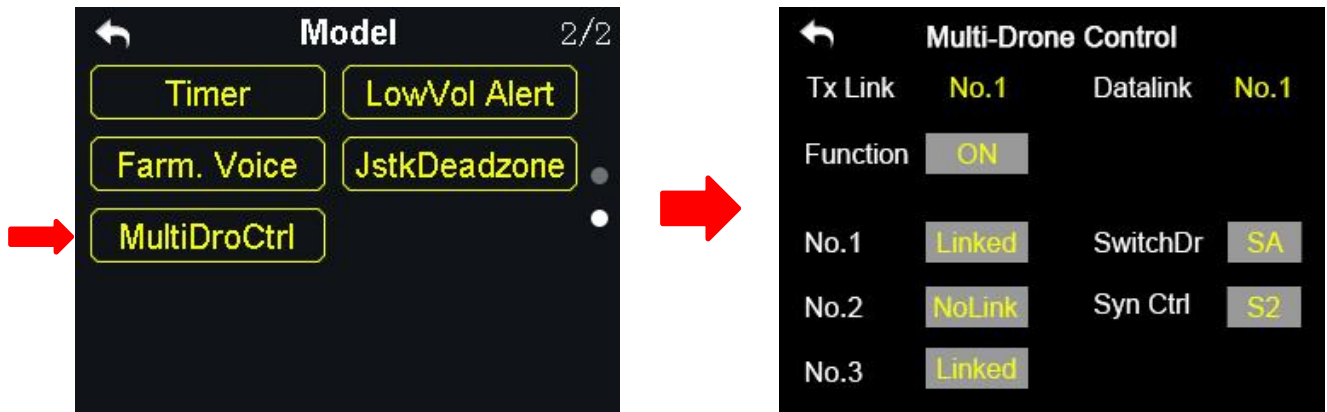 Model 2/2
Timer LowVol Alert
Farm. Voice JstkDeadzone
MultiDroCtrl
Multi-Drone Control
Tx Link No.1 Datalink No.1
Function ON
No.1 Linked SwitchDr SA
No.2 NoLink Syn Ctrl S2
No.3 Linked